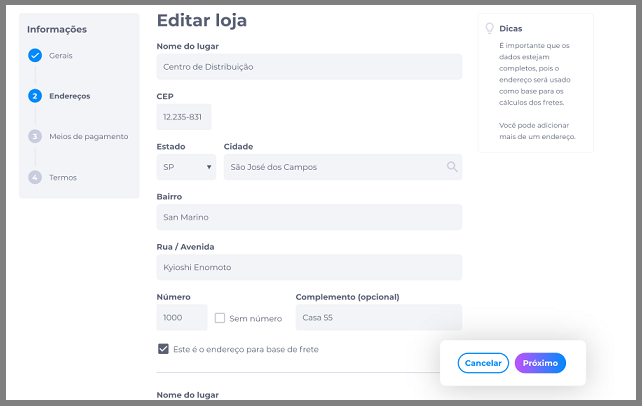 Informações
Gerais
2 Endereços
3 Meios de pagamento
4 Termos
Editar loja
Nome do lugar
Centro de Distribuição
CEP
12.235-831
Estado Cidade
SP São José dos Campos
Bairro
San Marino
Rua / Avenida
Kyioshi Enomoto
Número Complemento (opcional)
1000 Sem número Casa 55
Este é o endereço para base de frete
Nome do lugar
Dicas
É importante que os
dados estejam
completos, pois o
endereço será usado
como base para os
cálculos dos fretes.
Você pode adicionar
mais de um endereço.
Cancelar Próximo